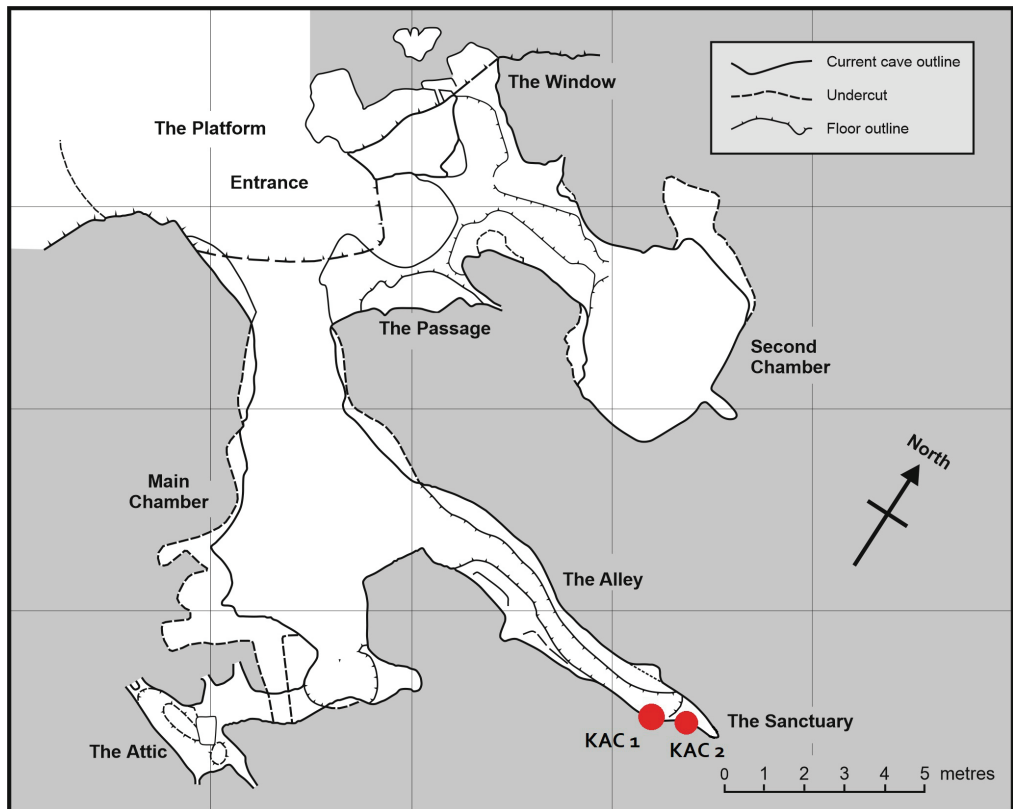 Current cave outline
Undercut
Floor outline
The Window
The Platform
Entrance
The Passage
Second
Chamber
North
Main
Chamber
The Alley
The Sanctuary
KAC 1
KAC 2
The Attic
0 1 2 3 4 5 metres